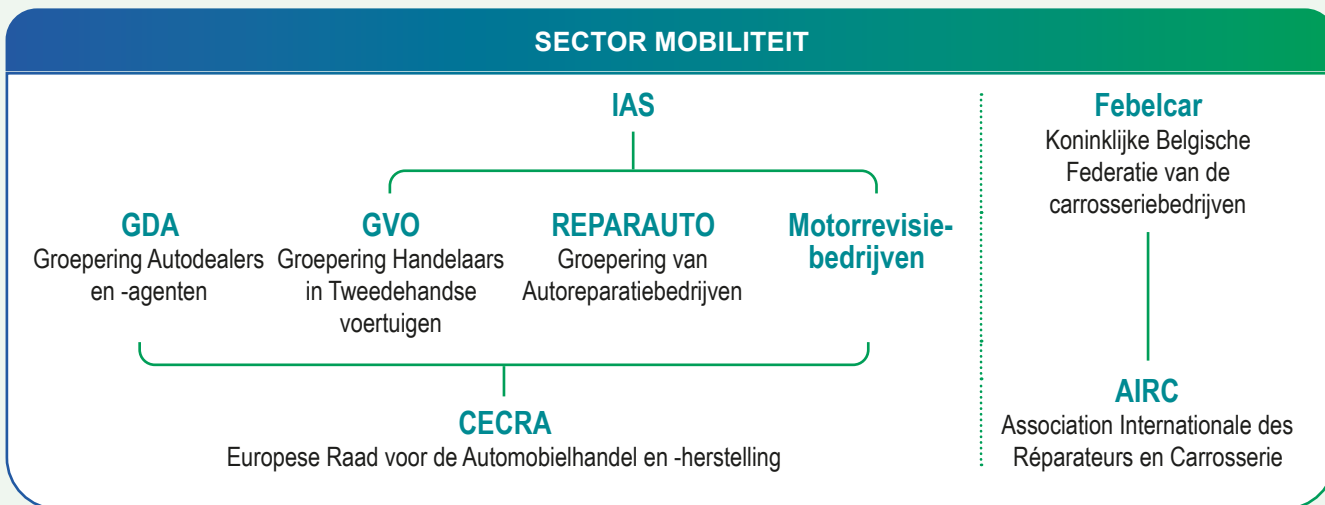 SECTOR MOBILITEIT
IAS
GDA
Groepering Autodealers
en -agenten
GVO
Groepering Handelaars
in Tweedehandse
voertuigen
REPARAUTO
Groepering van
Autoreparatiebedrijven
Motorrevisie-
bedrijven
CECRA
Europese Raad voor de Automobielhandel en -herstelling
Febelcar
Koninklijke Belgische
Federatie van de
carrosseriebedrijven
AIRC
Association Internationale des
Réparateurs en Carrosserie